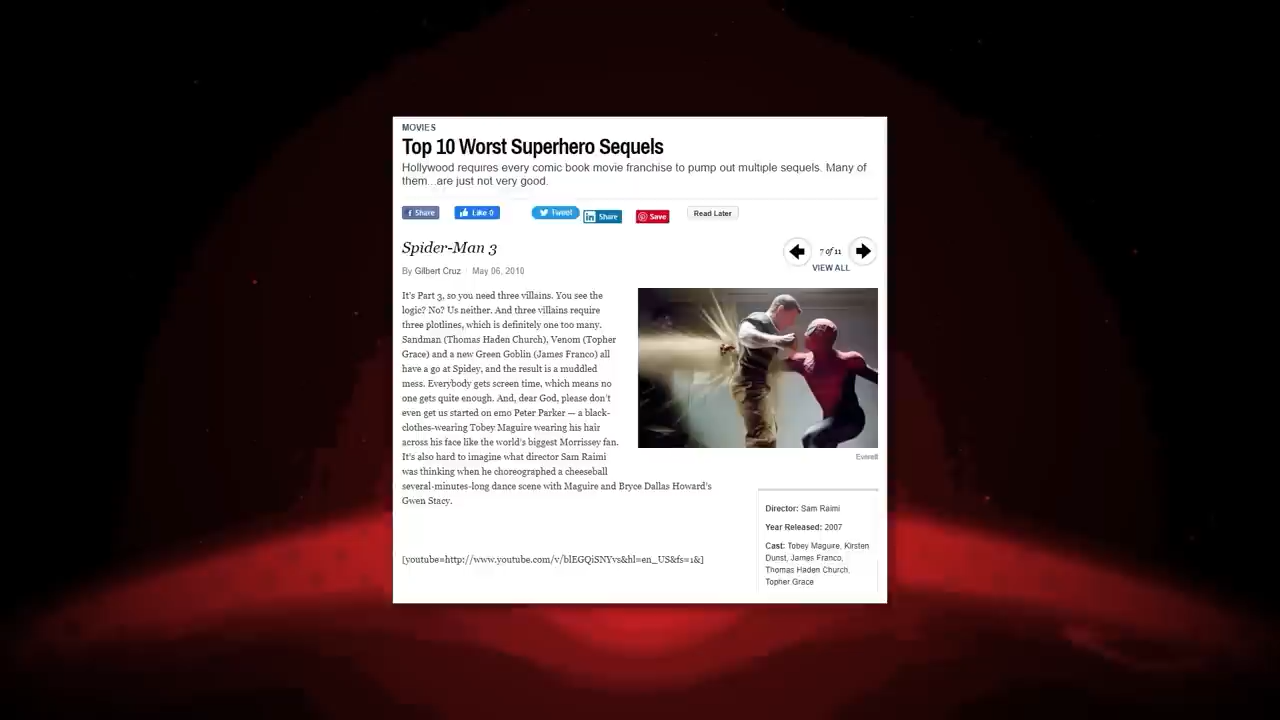 MOVIES
Top 10 Worst Superhero Sequels
Hollywood requires every comic book movie franchise to pump out multiple sequels. Many of
them...are just not very good.
f Share
Like 0
Tweet
in Share
Save
Read Later
Spider-Man 3
7 of 11
VIEW ALL
By Gilbert Cruz | May 06, 2010
It's Part 3, so you need three villains. You see the
logic? No? Us neither. And three villains require
three plotlines, which is definitely one too many.
Sandman (Thomas Haden Church), Venom (Topher
Grace) and a new Green Goblin (James Franco) all
have a go at Spidey, and the result is a muddled
mess. Everybody gets screen time, which means no
one gets quite enough. And, dear God, please don't
even get us started on emo Peter Parker — a black-
clothes-wearing Tobey Maguire wearing his hair
across his face like the world's biggest Morrissey fan.
It's also hard to imagine what director Sam Raimi
was thinking when he choreographed a cheeseball
several-minutes-long dance scene with Maguire and Bryce Dallas Howard's
Gwen Stacy.
Everett
[youtube=http://www.youtube.com/v/blEGQiSNYvs&hl=en_US&fs=1&]
Director: Sam Raimi
Year Released: 2007
Cast: Tobey Maguire, Kirsten
Dunst, James Franco,
Thomas Haden Church,
Topher Grace